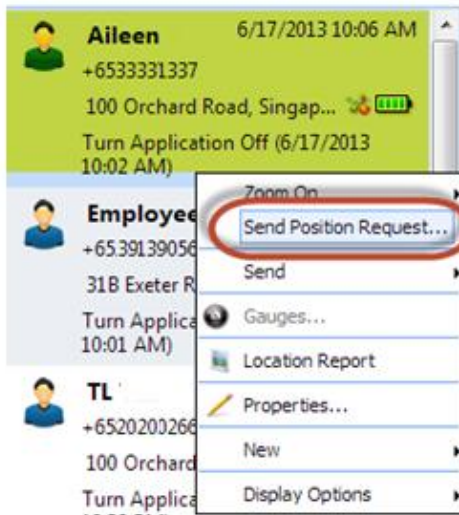 Aileen 6/17/2013 10:06 AM
+6533331337
100 Orchard Road, Singap...
Turn Application Off (6/17/2013
10:02 AM)
Employee
+6539139056
31B Exeter R
Turn Applica
10:01 AM)
TL
+6520200266
100 Orchard
Turn Applica
Zoom On
Send Position Request...
Send
Gauges...
Location Report
Properties...
New
Display Options